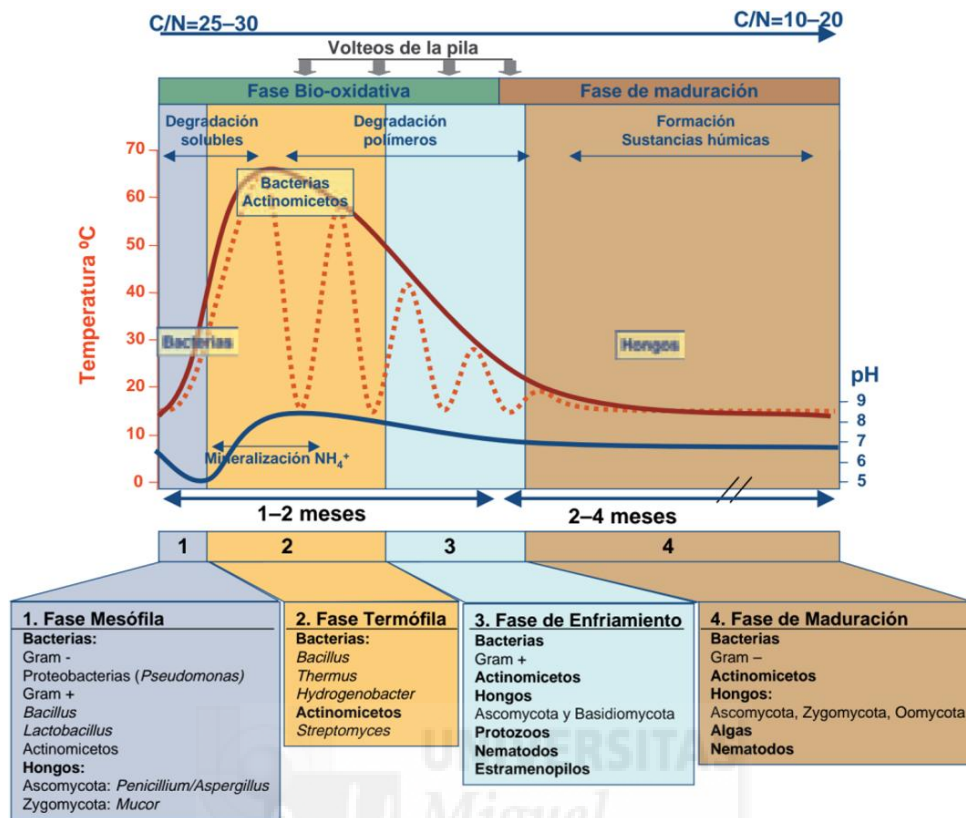 C/N=25–30
C/N=10–20
Volteos de la pila
Fase Bio-oxidativa
Fase de maduración
Degradación
solubles
Degradación
polímeros
Formación
Sustancias húmicas
Temperatura ºC
70
60
50
40
30
20
10
0
Bacterias
Actinomicetos
Bacterias
Hongos
Mineralización NH₄⁺
pH
9
8
7
6
5
1–2 meses
2–4 meses
1
2
3
4
1. Fase Mesófila
Bacterias:
Gram -
Proteobacterias (Pseudomonas)
Gram +
Bacillus
Lactobacillus
Actinomicetos
Hongos:
Ascomycota: Penicillium/Aspergillus
Zygomycota: Mucor
2. Fase Termófila
Bacterias:
Bacillus
Thermus
Hydrogenobacter
Actinomicetos
Streptomyces
3. Fase de Enfriamiento
Bacterias
Gram +
Actinomicetos
Hongos
Ascomycota y Basidiomycota
Protozoos
Nematodos
Estramenopilos
4. Fase de Maduración
Bacterias
Gram –
Actinomicetos
Hongos:
Ascomycota, Zygomycota, Oomycota
Algas
Nematodos
UNIVERSITAS
Miguel